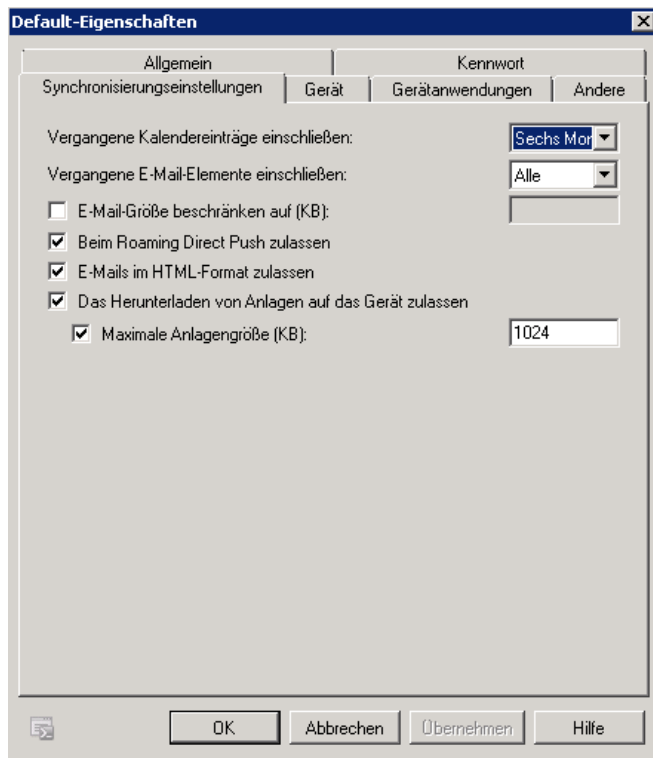 Default-Eigenschaften
Allgemein
Kennwort
Synchronisierungseinstellungen
Gerät
Gerätanwendungen
Andere
Vergangene Kalendereinträge einschließen:
Sechs Mor
Vergangene E-Mail-Elemente einschließen:
Alle
E-Mail-Größe beschränken auf (KB):
Beim Roaming Direct Push zulassen
E-Mails im HTML-Format zulassen
Das Herunterladen von Anlagen auf das Gerät zulassen
Maximale Anlagengröße (KB):
1024
OK
Abbrechen
Übernehmen
Hilfe